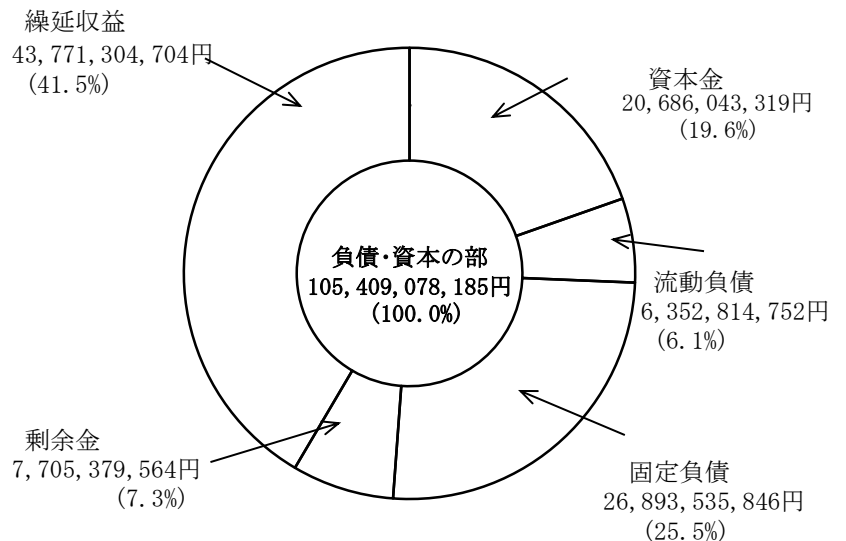 繰延収益
43,771,304,704円
(41.5%)
資本金
20,686,043,319円
(19.6%)
負債・資本の部
105,409,078,185円
(100.0%)
流動負債
6,352,814,752円
(6.1%)
剰余金
7,705,379,564円
(7.3%)
固定負債
26,893,535,846円
(25.5%)